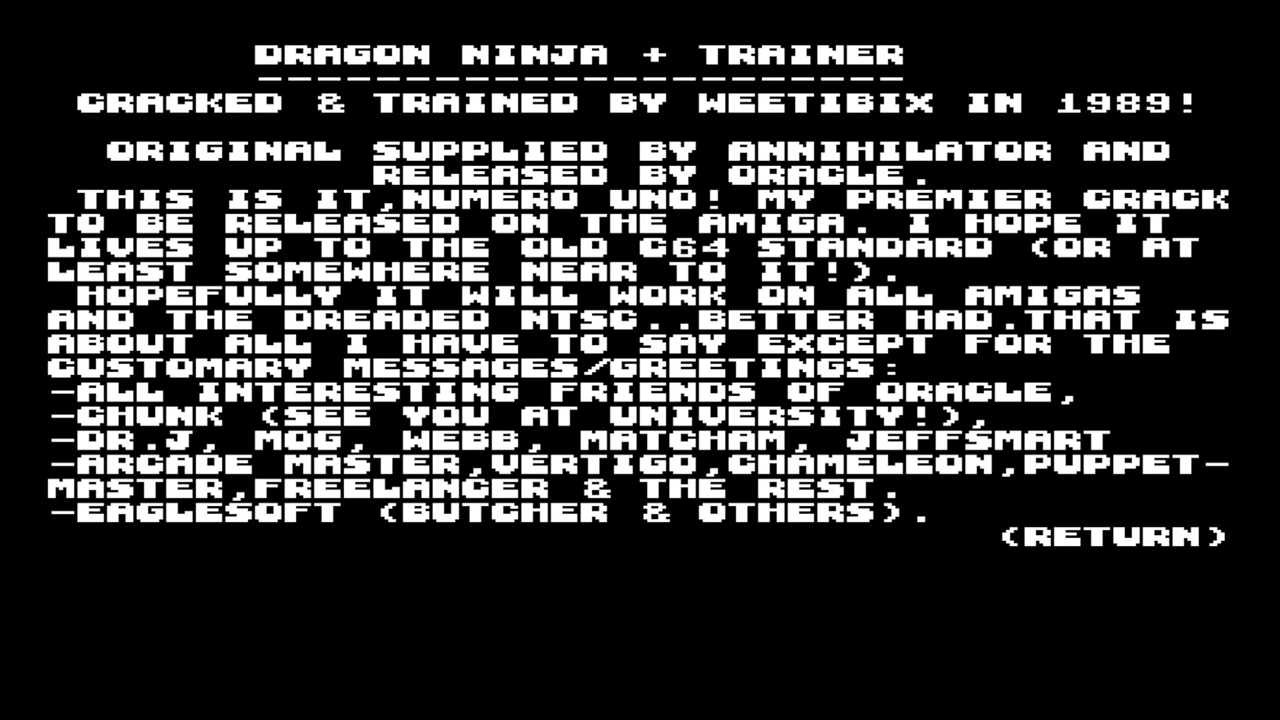 DRAGON NINJA + TRAINER
----------------------
CRACKED & TRAINED BY WEETIBIX IN 1989!
ORIGINAL SUPPLIED BY ANNIHILATOR AND
RELEASED BY ORACLE.
THIS IS IT,NUMERO UNO! MY PREMIER CRACK
TO BE RELEASED ON THE AMIGA. I HOPE IT
LIVES UP TO THE OLD C64 STANDARD (OR AT
LEAST SOMEWHERE NEAR TO IT!).
HOPEFULLY IT WILL WORK ON ALL AMIGAS
AND THE DREADED NTSC..BETTER HAD.THAT IS
ABOUT ALL I HAVE TO SAY EXCEPT FOR THE
CUSTOMARY MESSAGES/GREETINGS:
-ALL INTERESTING FRIENDS OF ORACLE,
-CHUNK (SEE YOU AT UNIVERSITY!),
-DR.J, MOG, WEBB, MATCHAM, JEFFSMART
-ARCADE MASTER,VERTIGO,CHAMELEON,PUPPET-
MASTER,FREELANCER & THE REST.
-EAGLESOFT (BUTCHER & OTHERS).
(RETURN)